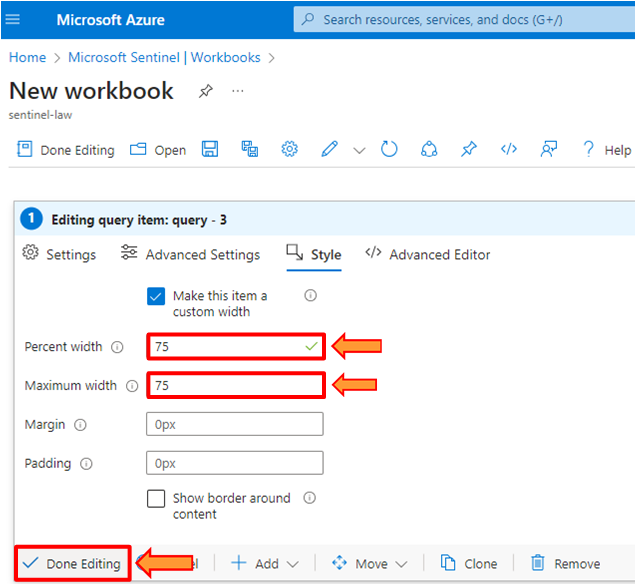 Microsoft Azure
Search resources, services, and docs (G+/)
Home > Microsoft Sentinel | Workbooks >
New workbook ...
sentinel-law
Done Editing Open Help
1 Editing query item: query - 3
Settings Advanced Settings Style </> Advanced Editor
Make this item a
custom width
Percent width 75
Maximum width 75
Margin 0px
Padding 0px
Show border around
content
Done Editing Add Move Clone Remove